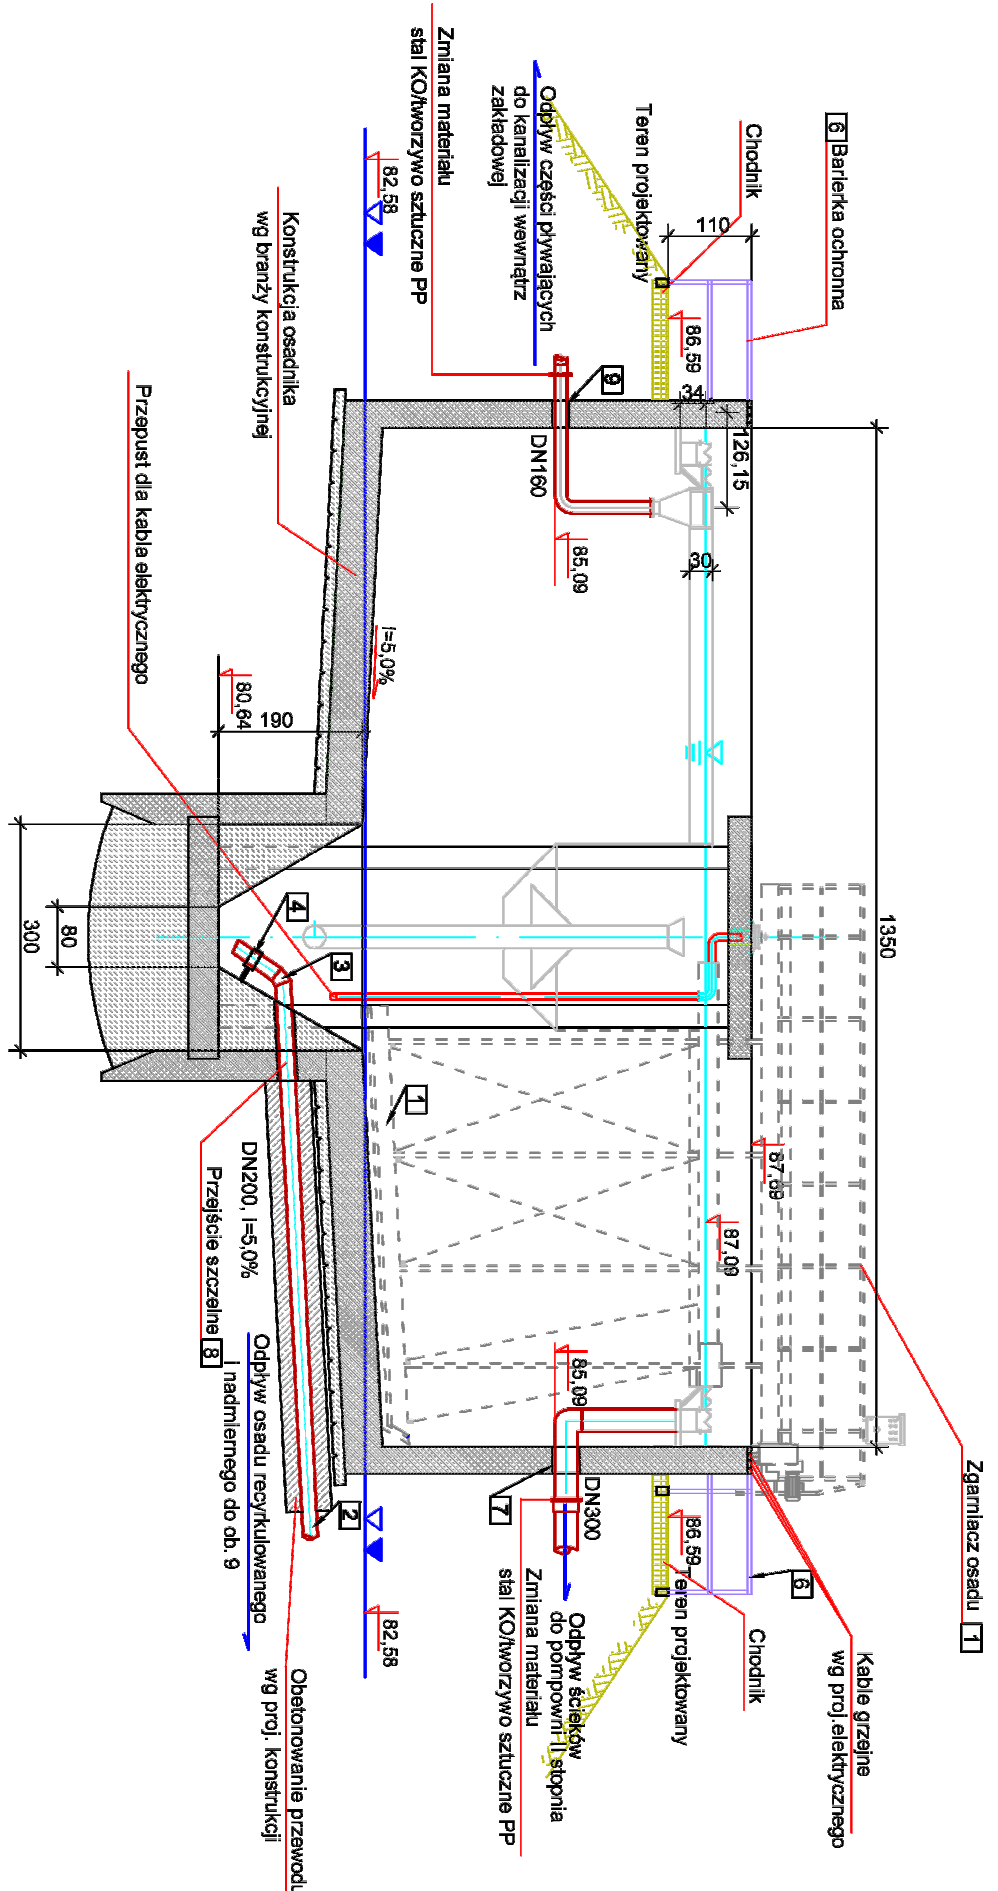 6 Barierka ochronna
Chodnik
Teren projektowany
Odpływ części pływających
do kanalizacji wewnątrz
zakładowej
Zmiana materiału
stal KO/tworzywo sztuczne PP
82,58
Konstrukcja osadnika
wg branży konstrukcyjnej
Przepust dla kabla elektrycznego
110
86,59
34
126,15
9
DN160
85,09
30
i=5,0%
80,64
190
1350
300
80
4
3
1
87,69
87,09
DN200, i=5,0%
Przejście szczelne 8
Odpływ osadu recyrkulowanego
i nadmiernego do ob. 9
2
85,09
7
DN300
86,59
6
Teren projektowany
Chodnik
Zgarniacz osadu 1
Kable grzejne
wg proj.elektrycznego
Odpływ ścieków
do pompowni II stopnia
Zmiana materiału
stal KO/tworzywo sztuczne PP
82,58
Obetonowanie przewodu
wg proj. konstrukcji